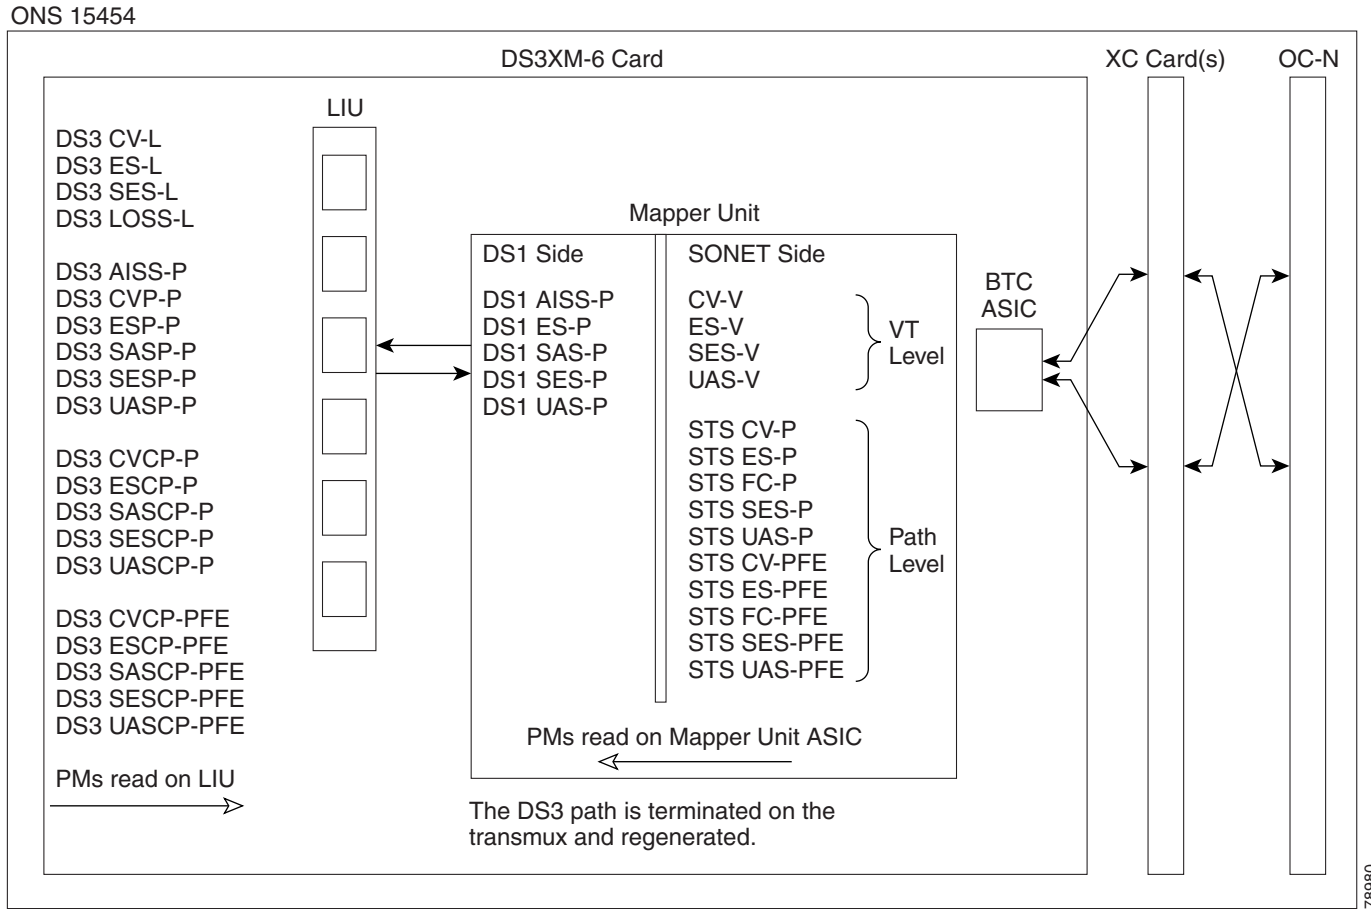 ONS 15454
DS3XM-6 Card
XC Card(s)
OC-N
LIU
DS3 CV-L
DS3 ES-L
DS3 SES-L
DS3 LOSS-L
DS3 AISS-P
DS3 CVP-P
DS3 ESP-P
DS3 SASP-P
DS3 SESP-P
DS3 UASP-P
DS3 CVCP-P
DS3 ESCP-P
DS3 SASCP-P
DS3 SESCP-P
DS3 UASCP-P
DS3 CVCP-PFE
DS3 ESCP-PFE
DS3 SASCP-PFE
DS3 SESCP-PFE
DS3 UASCP-PFE
PMs read on LIU
Mapper Unit
DS1 Side
DS1 AISS-P
DS1 ES-P
DS1 SAS-P
DS1 SES-P
DS1 UAS-P
SONET Side
CV-V
ES-V
SES-V
UAS-V
VT
Level
STS CV-P
STS ES-P
STS FC-P
STS SES-P
STS UAS-P
STS CV-PFE
STS ES-PFE
STS FC-PFE
STS SES-PFE
STS UAS-PFE
Path
Level
PMs read on Mapper Unit ASIC
The DS3 path is terminated on the
transmux and regenerated.
BTC
ASIC
78980